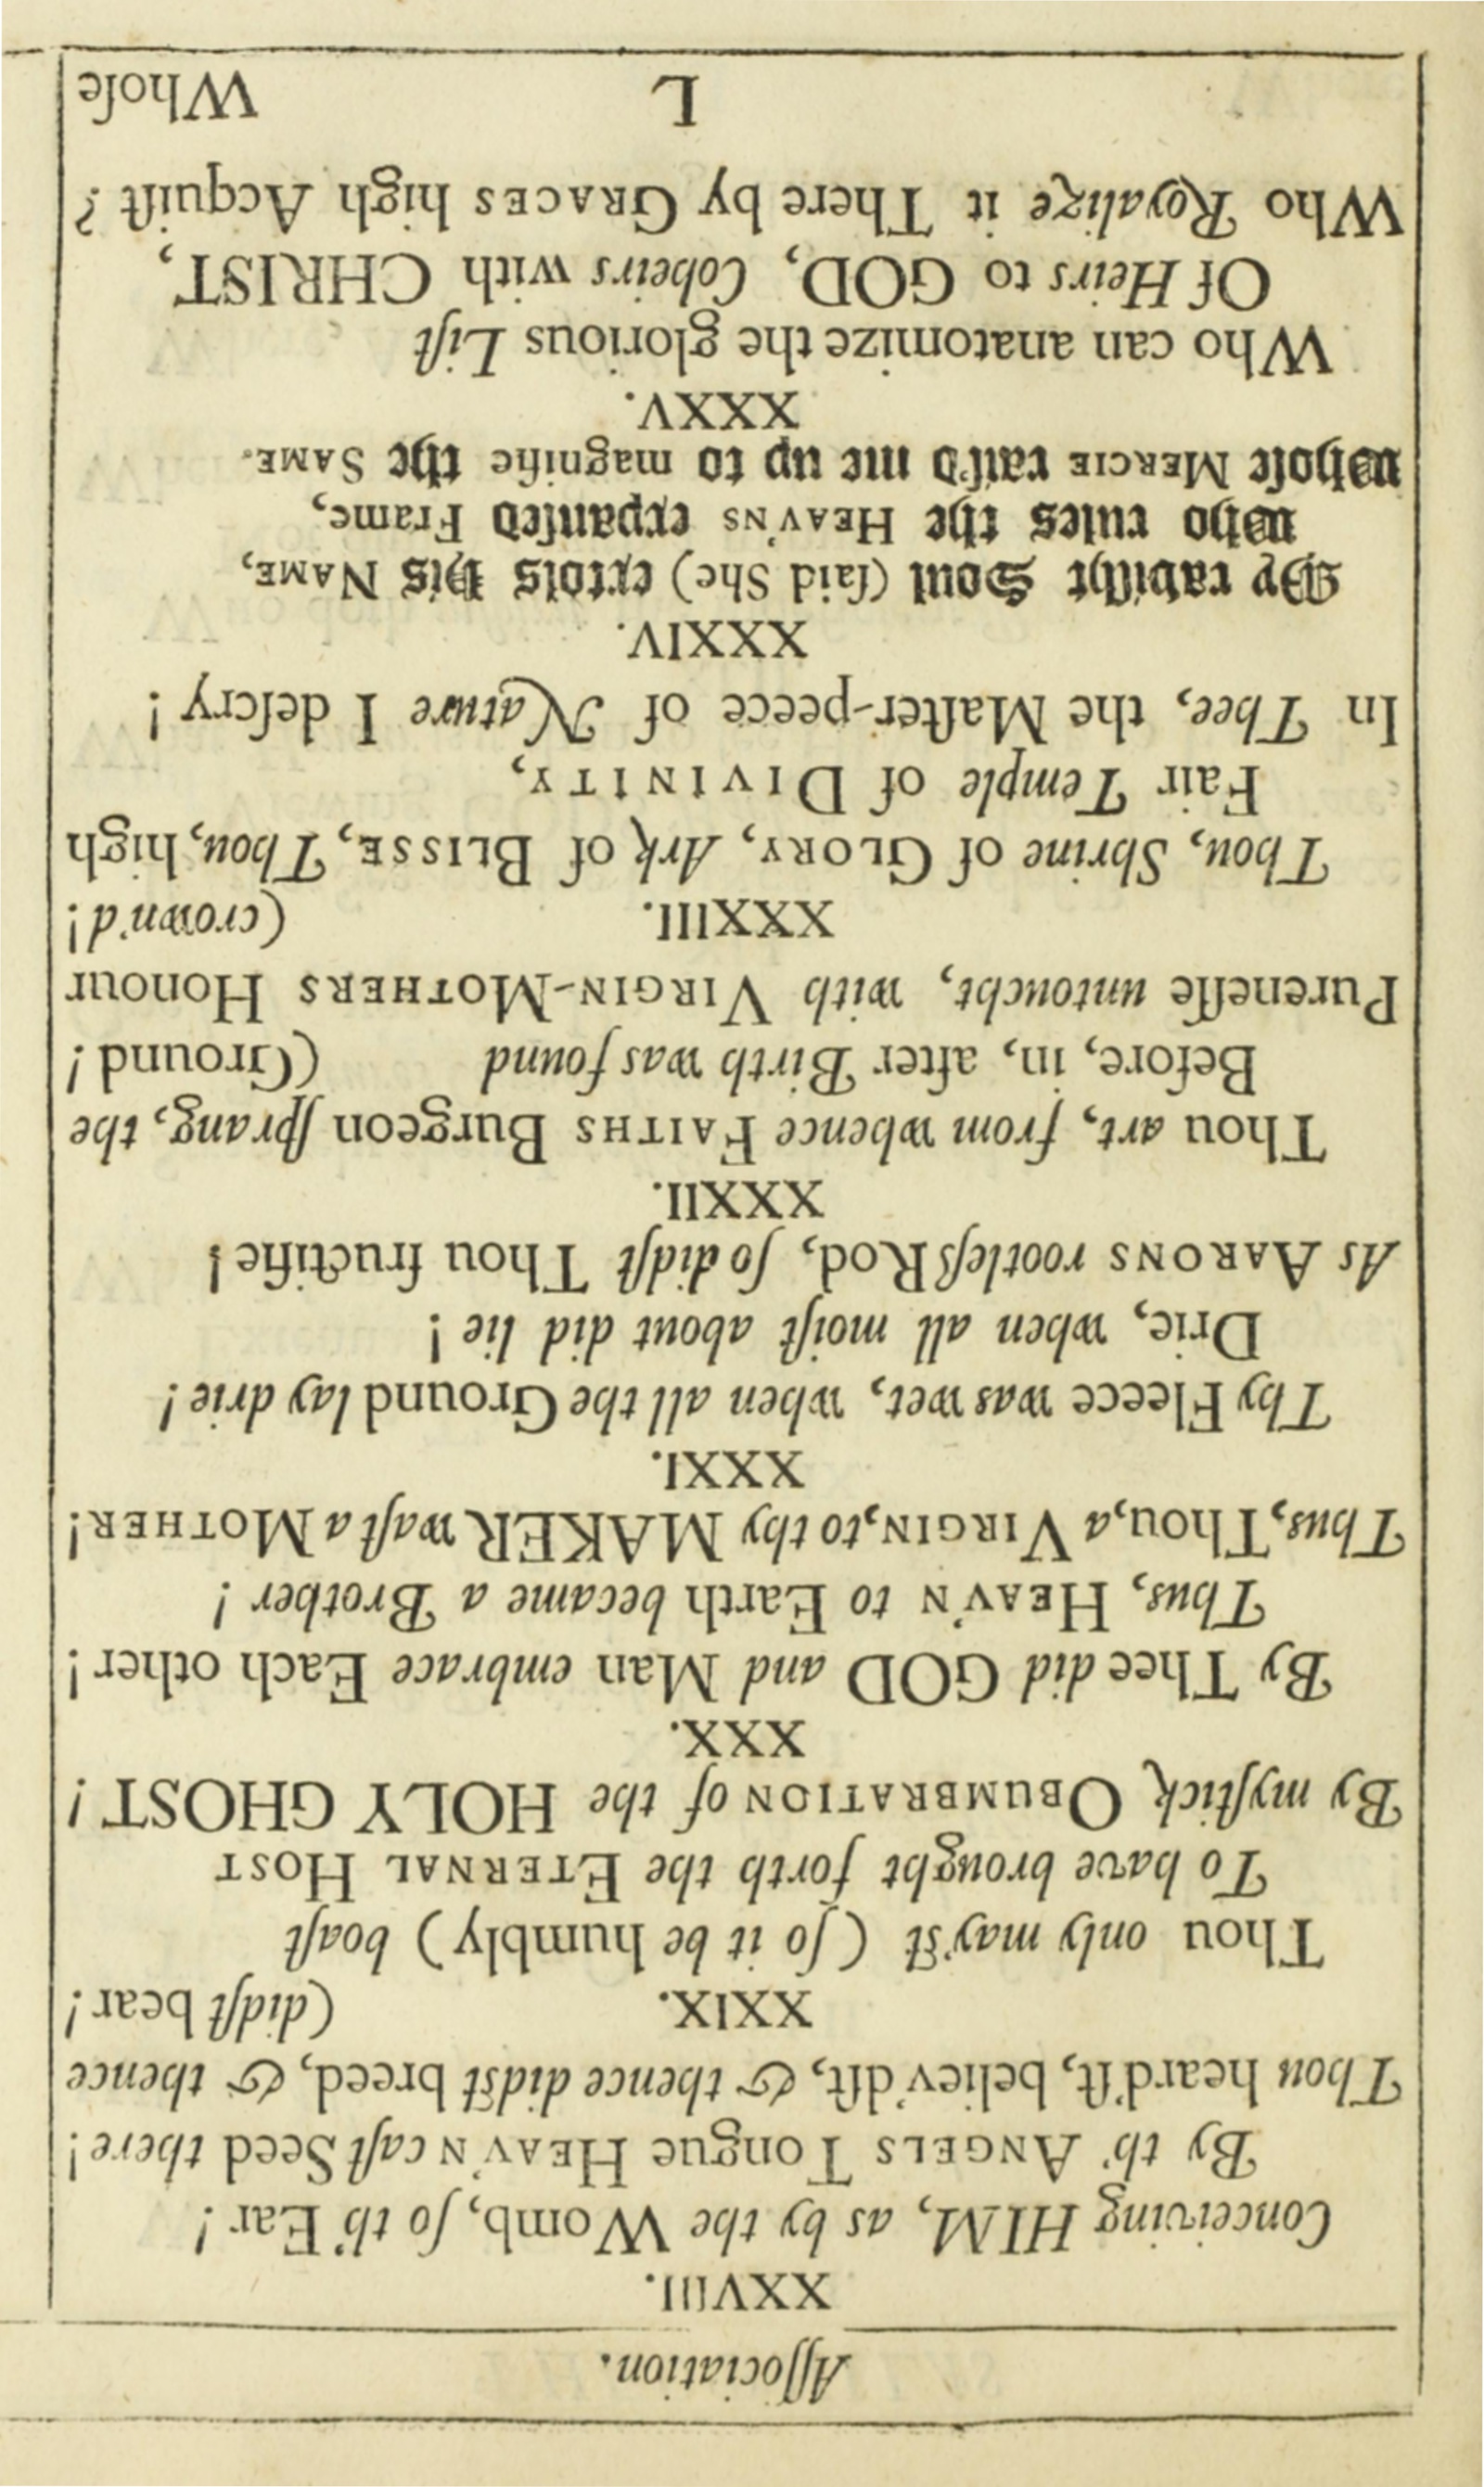 Aſſociation.
XXVIII.
Conceiving HIM, as by the Womb, ſo th' Ear!
By th' ANGELS Tongue HEAV'N caſt Seed there!
Thou heard'ſt, believ'dſt, & thence didſt breed, & thence
(didſt bear!
XXIX.
Thou only may'ſt (ſo it be humbly) boaſt
To have brought forth the ETERNAL HOST
By myſtick OBUMBRATION of the HOLY GHOST!
XXX.
By Thee did GOD and Man embrace Each other!
Thus, HEAV'N to Earth became a Brother!
Thus, Thou, a VIRGIN, to thy MAKER waſt a MOTHER!
XXXI.
Thy Fleece was wet, when all the Ground lay drie!
Drie, when all moiſt about did lie!
As AARONS rootleſs Rod, ſo didſt Thou fructifie!
XXXII.
Thou art, from whence FAITHS Burgeon ſprang, the
Before, in, after Birth was found (Ground!
Pureneſſe untoucht, with VIRGIN-MOTHERS Honour
XXXIII. (crown'd!
Thou, Shrine of GLORY, Ark of BLISSE, Thou, high
Fair Temple of DIVINITY,
In Thee, the Maſter-peece of Nature I deſcry!
XXXIV.
My raviſht Soul (ſaid She) extols His NAME,
Who rules the HEAV'NS expanſed Frame,
Whoſe MERCIE raiſ'd me up to magnifie the SAME.
XXXV.
Who can anatomize the glorious Liſt
Of Heirs to GOD, Coheirs with CHRIST,
Who Royalize it There by GRACES high Acquiſt?
L Whoſe